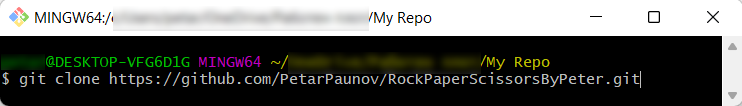 MINGW64:/ /My Repo
@DESKTOP-VFG6D1G MINGW64 ~/ /My Repo
$ git clone https://github.com/PetarPaunov/RockPaperScissorsByPeter.git